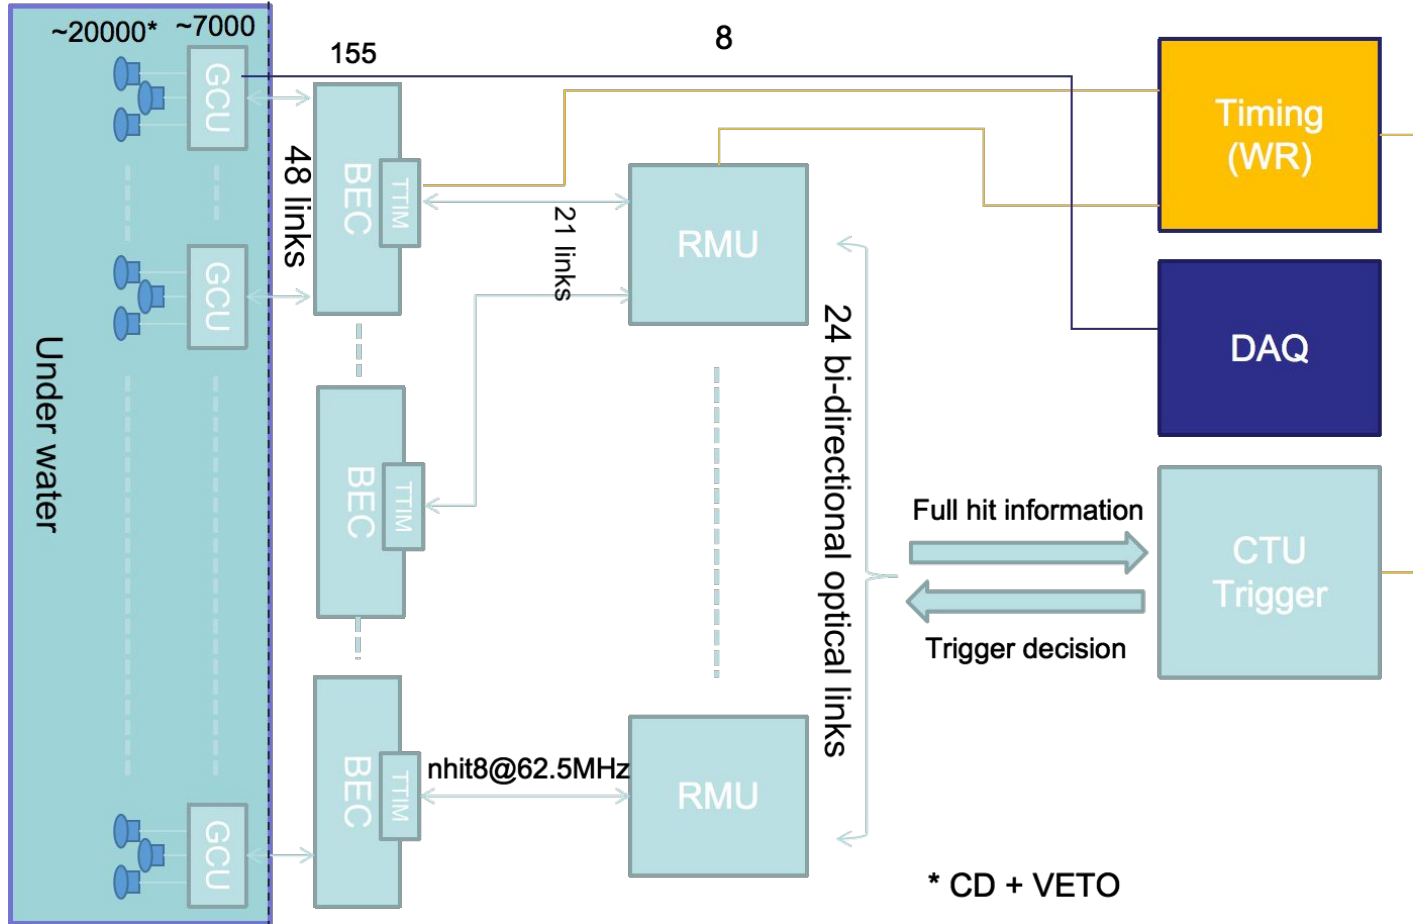 ~20000*
~7000
155
8
GCU
GCU
GCU
Under water
48 links
BEC
TTIM
BEC
TTIM
BEC
TTIM
21 links
nhit8@62.5MHz
RMU
RMU
24 bi-directional optical links
Timing
(WR)
DAQ
Full hit information
Trigger decision
CTU
Trigger
* CD + VETO